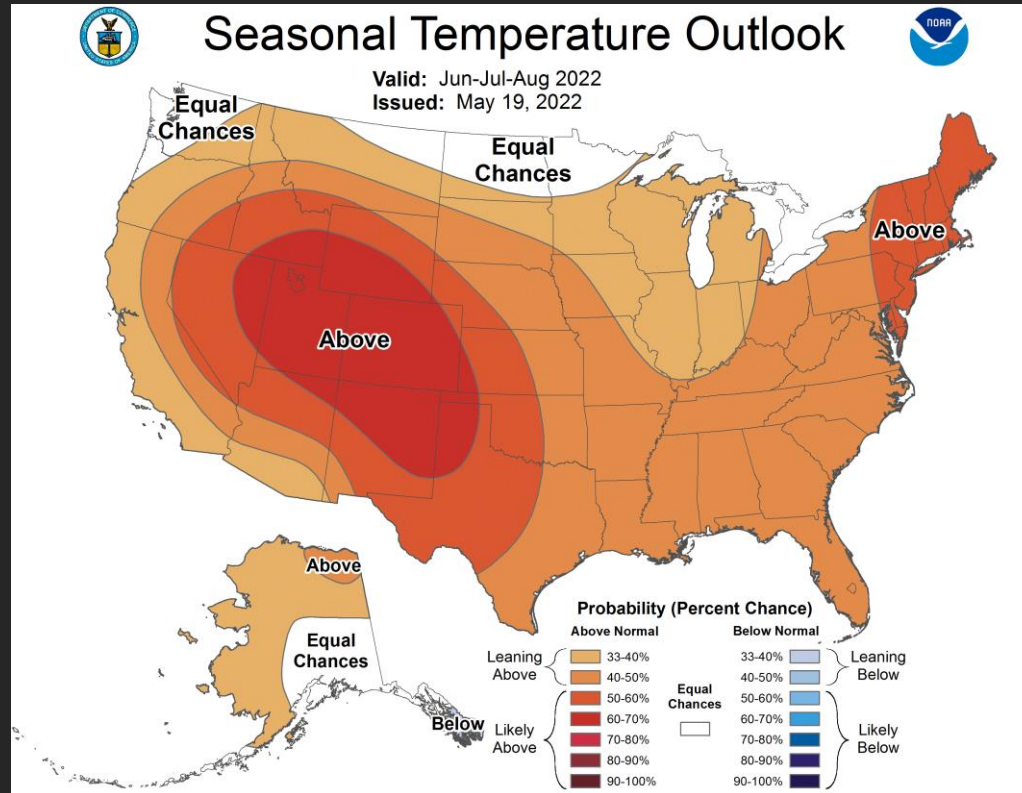 Seasonal Temperature Outlook
NOAA
Valid: Jun-Jul-Aug 2022
Issued: May 19, 2022
Equal
Chances
Equal
Chances
Above
Above
Above
Equal
Chances
Below
Probability (Percent Chance)
Above Normal
Below Normal
Leaning
Above
33-40%
40-50%
Likely
Above
50-60%
60-70%
70-80%
80-90%
90-100%
Equal
Chances
33-40%
40-50%
Leaning
Below
50-60%
60-70%
70-80%
80-90%
90-100%
Likely
Below